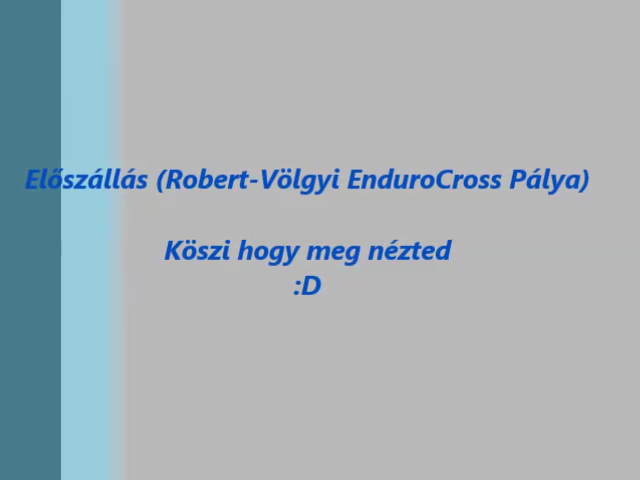 Előszállás (Robert-Völgyi EnduroCross Pálya)
Köszi hogy meg nézted
:D